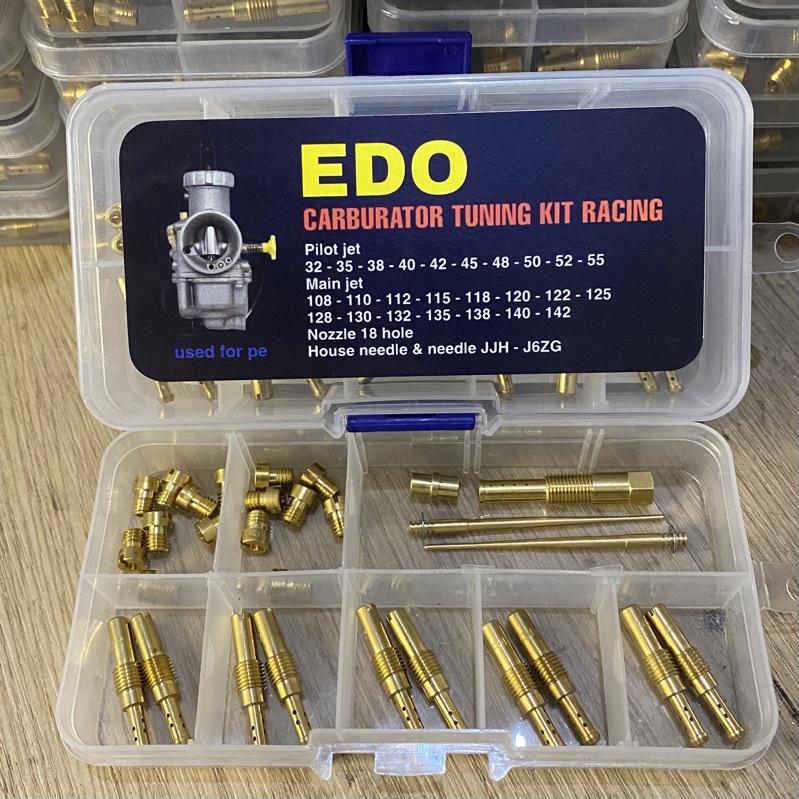 EDO
CARBURATOR TUNING KIT RACING
Pilot jet
32 - 35 - 38 - 40 - 42 - 45 - 48 - 50 - 52 - 55
Main jet
108 - 110 - 112 - 115 - 118 - 120 - 122 - 125
128 - 130 - 132 - 135 - 138 - 140 - 142
Nozzle 18 hole
House needle & needle JJH - J6ZG
used for pe